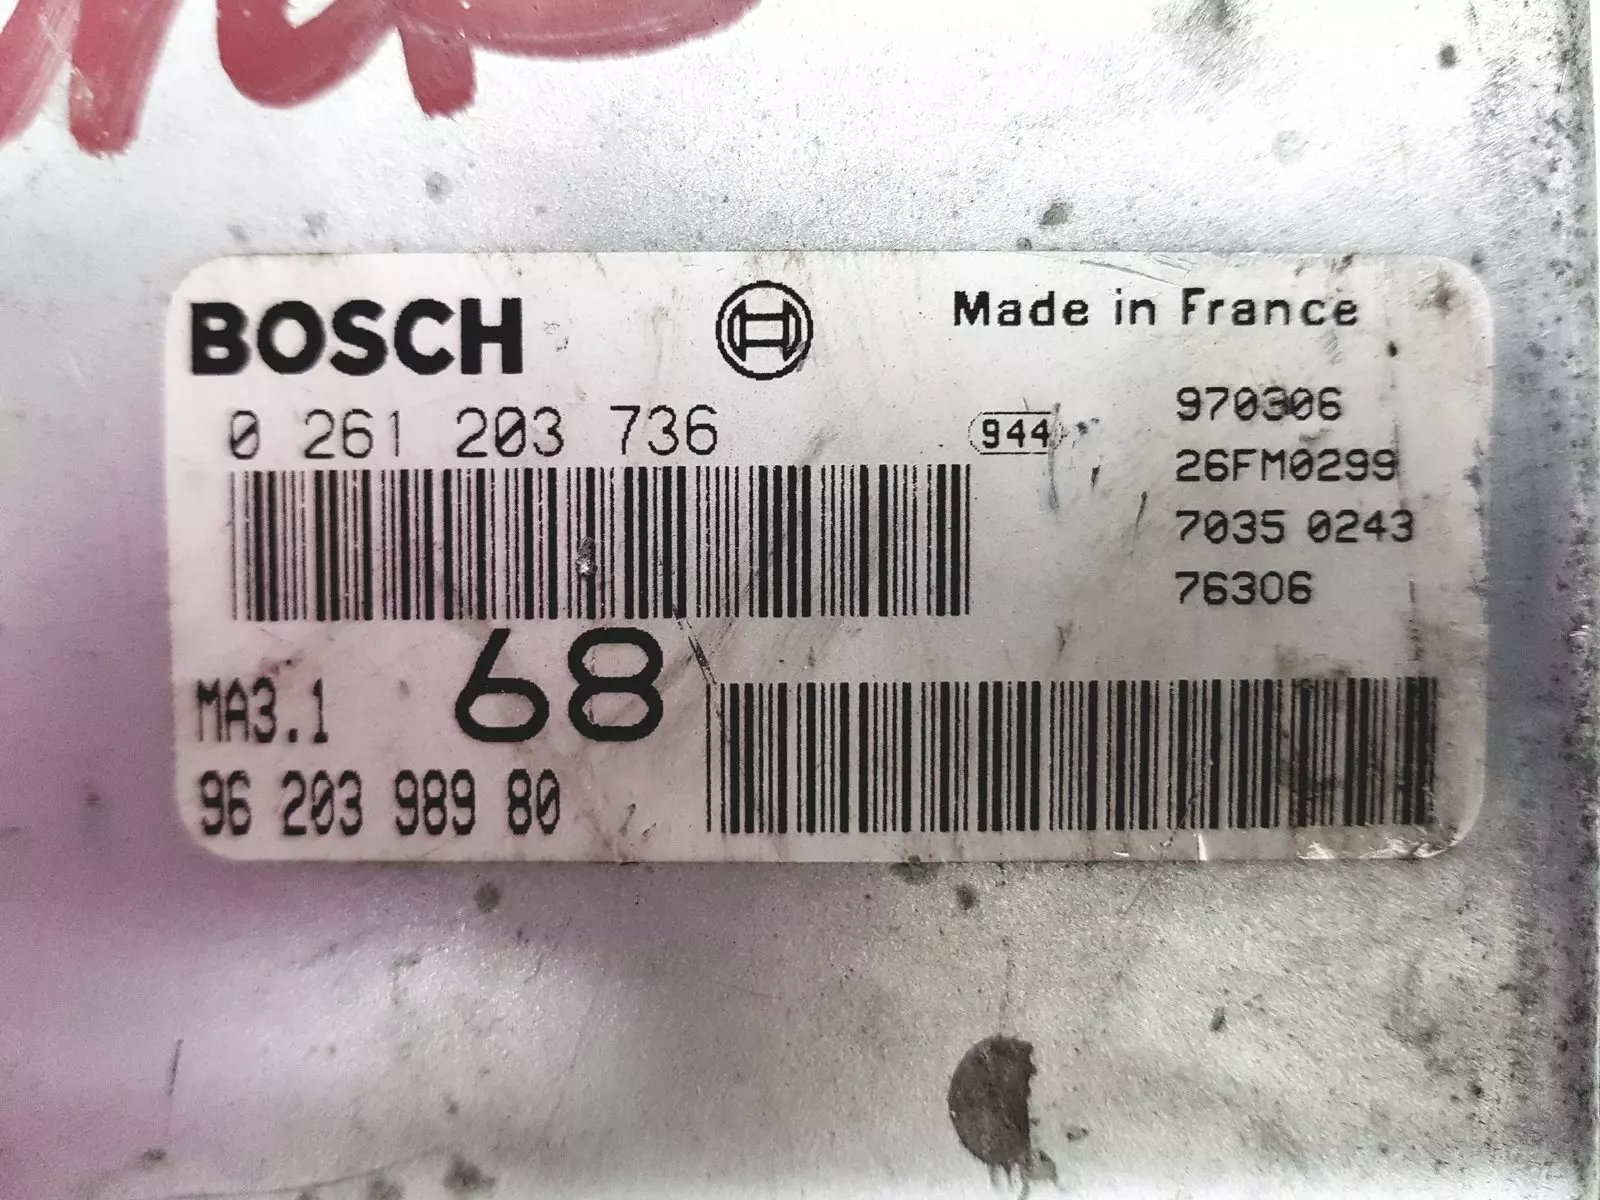 BOSCH
Made in France
0 261 203 736
944
970306
26FM0299
7035 0243
76306
MA3.1
68
96 203 989 80